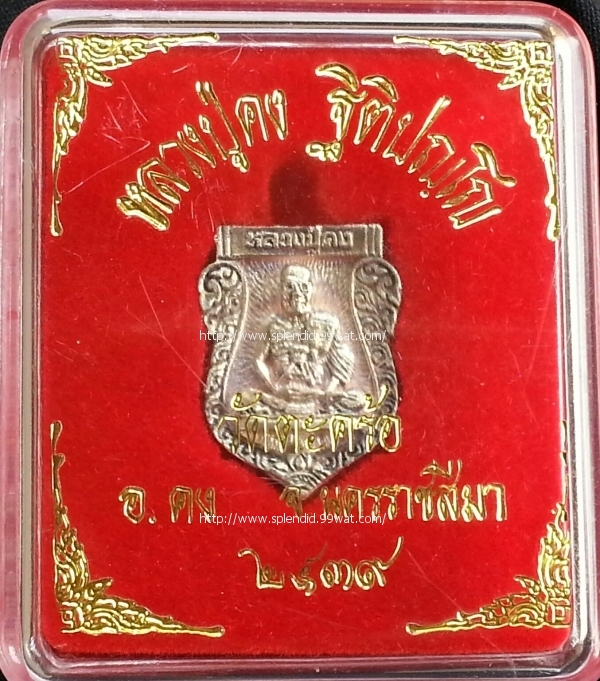 หลวงปู่คง ฐิติปญฺโญ
หลวงปู่คง
http://www.splendid.99wat.com/
วัดตะคร้อ
อ. คง จ. นครราชสีมา
http://www.splendid.99wat.com/
๒๕๓๙